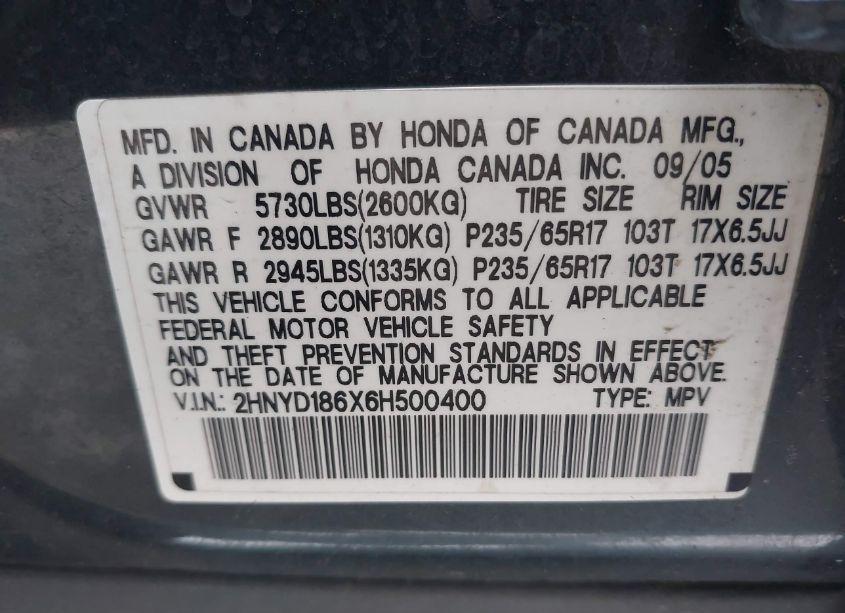 MFD. IN CANADA BY HONDA OF CANADA MFG.,
A DIVISION OF HONDA CANADA INC. 09/05
GVWR 5730LBS(2600KG) TIRE SIZE RIM SIZE
GAWR F 2890LBS(1310KG) P235/65R17 103T 17X6.5JJ
GAWR R 2945LBS(1335KG) P235/65R17 103T 17X6.5JJ
THIS VEHICLE CONFORMS TO ALL APPLICABLE
FEDERAL MOTOR VEHICLE SAFETY
AND THEFT PREVENTION STANDARDS IN EFFECT
ON THE DATE OF MANUFACTURE SHOWN ABOVE.
V.I.N.: 2HNYD186X6H500400 TYPE: MPV